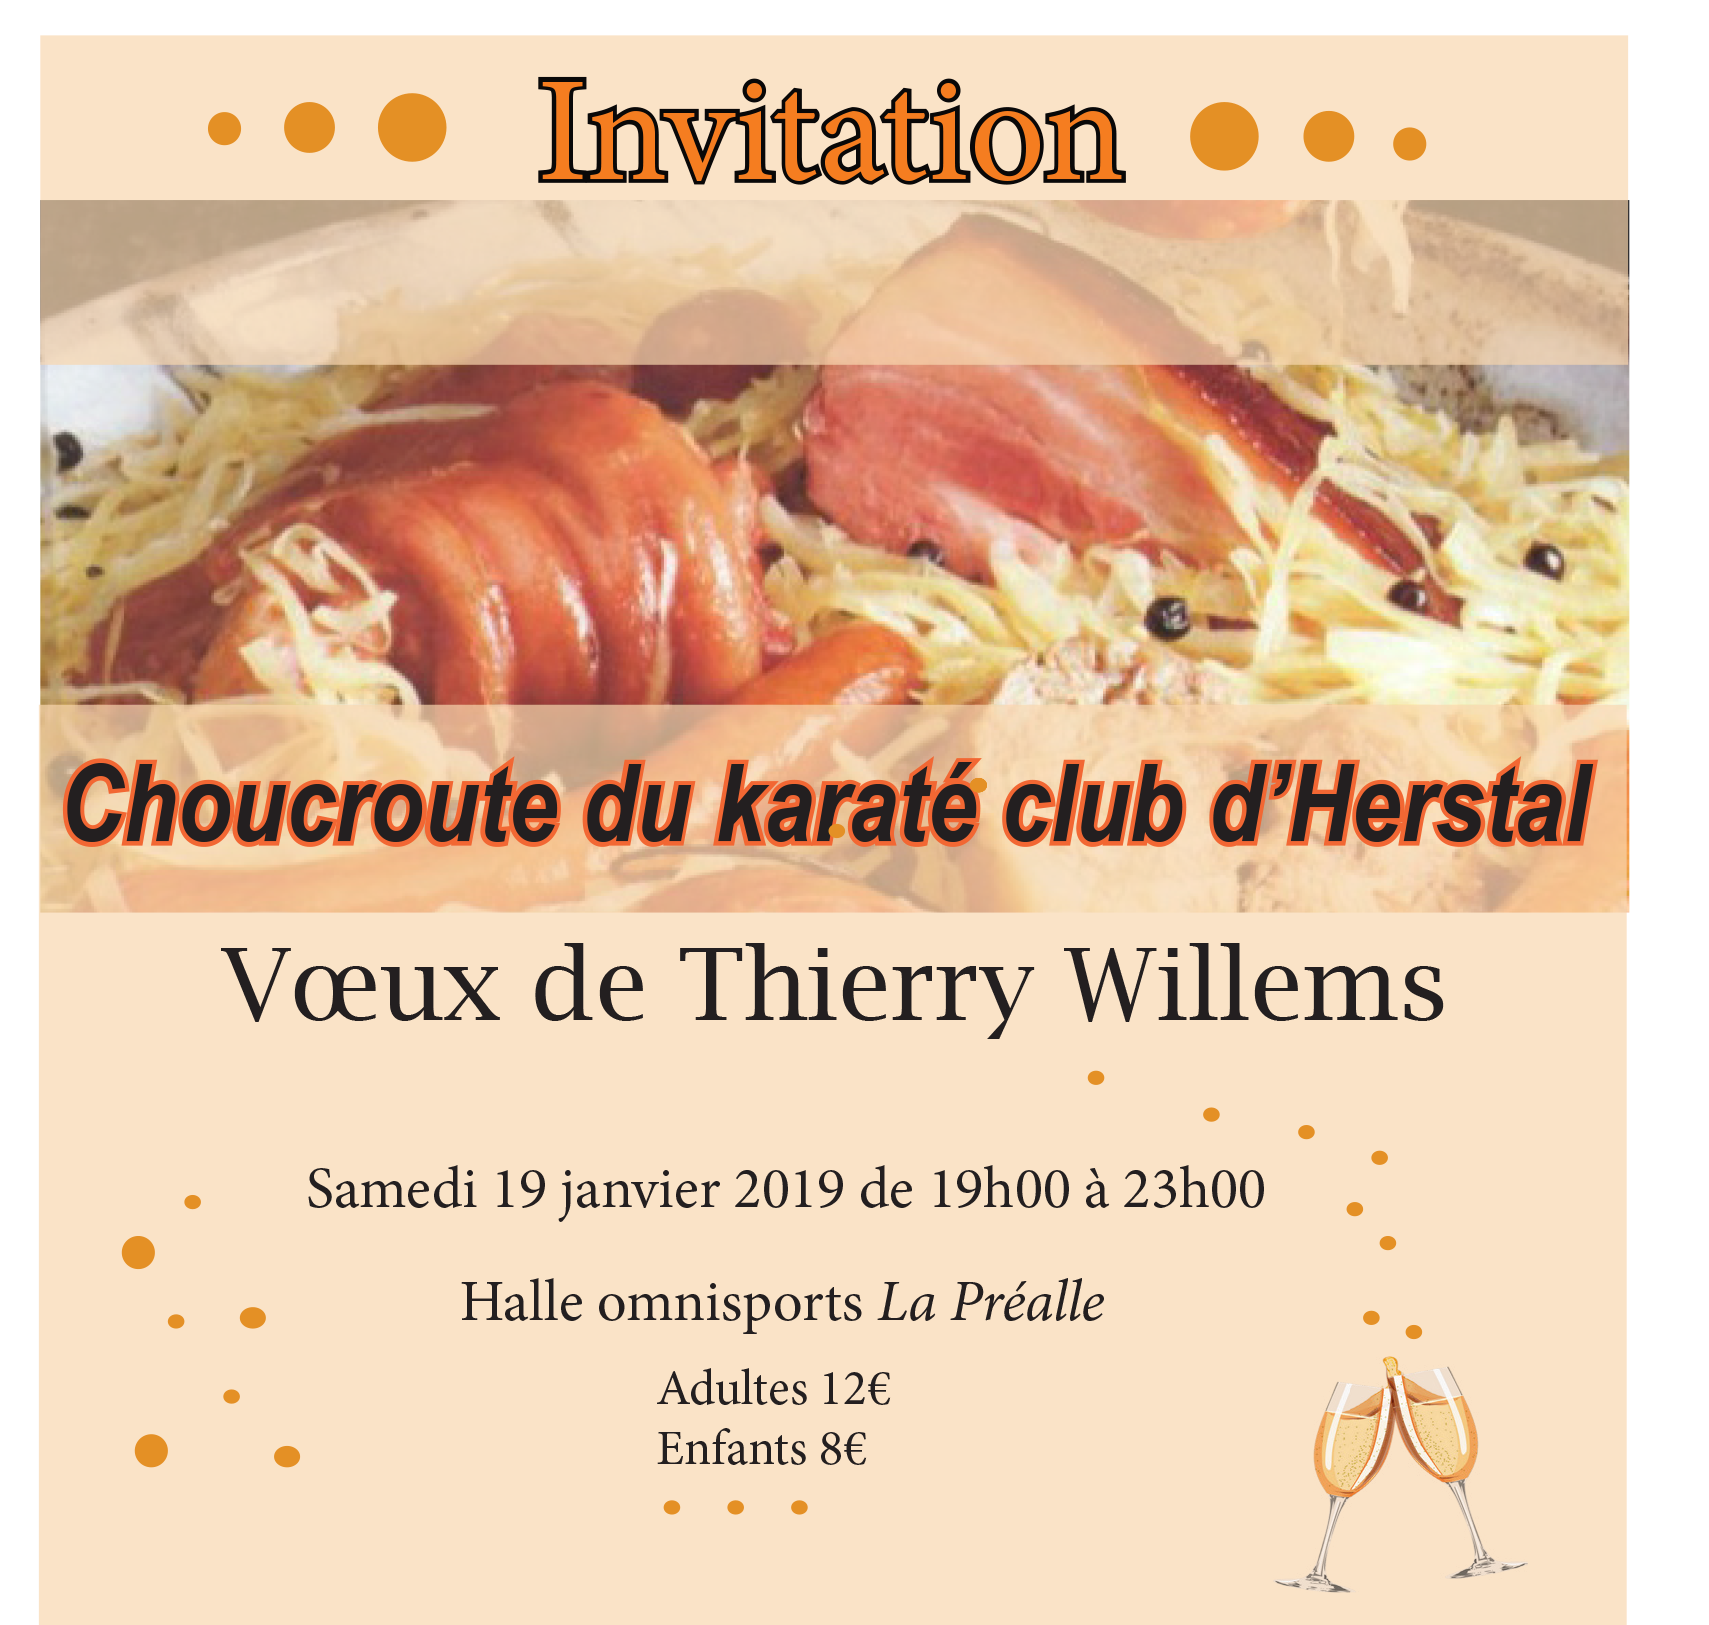 Invitation
Choucroute du karaté club d’Herstal
Vœux de Thierry Willems
Samedi 19 janvier 2019 de 19h00 à 23h00
Halle omnisports La Préalle
Adultes 12€
Enfants 8€